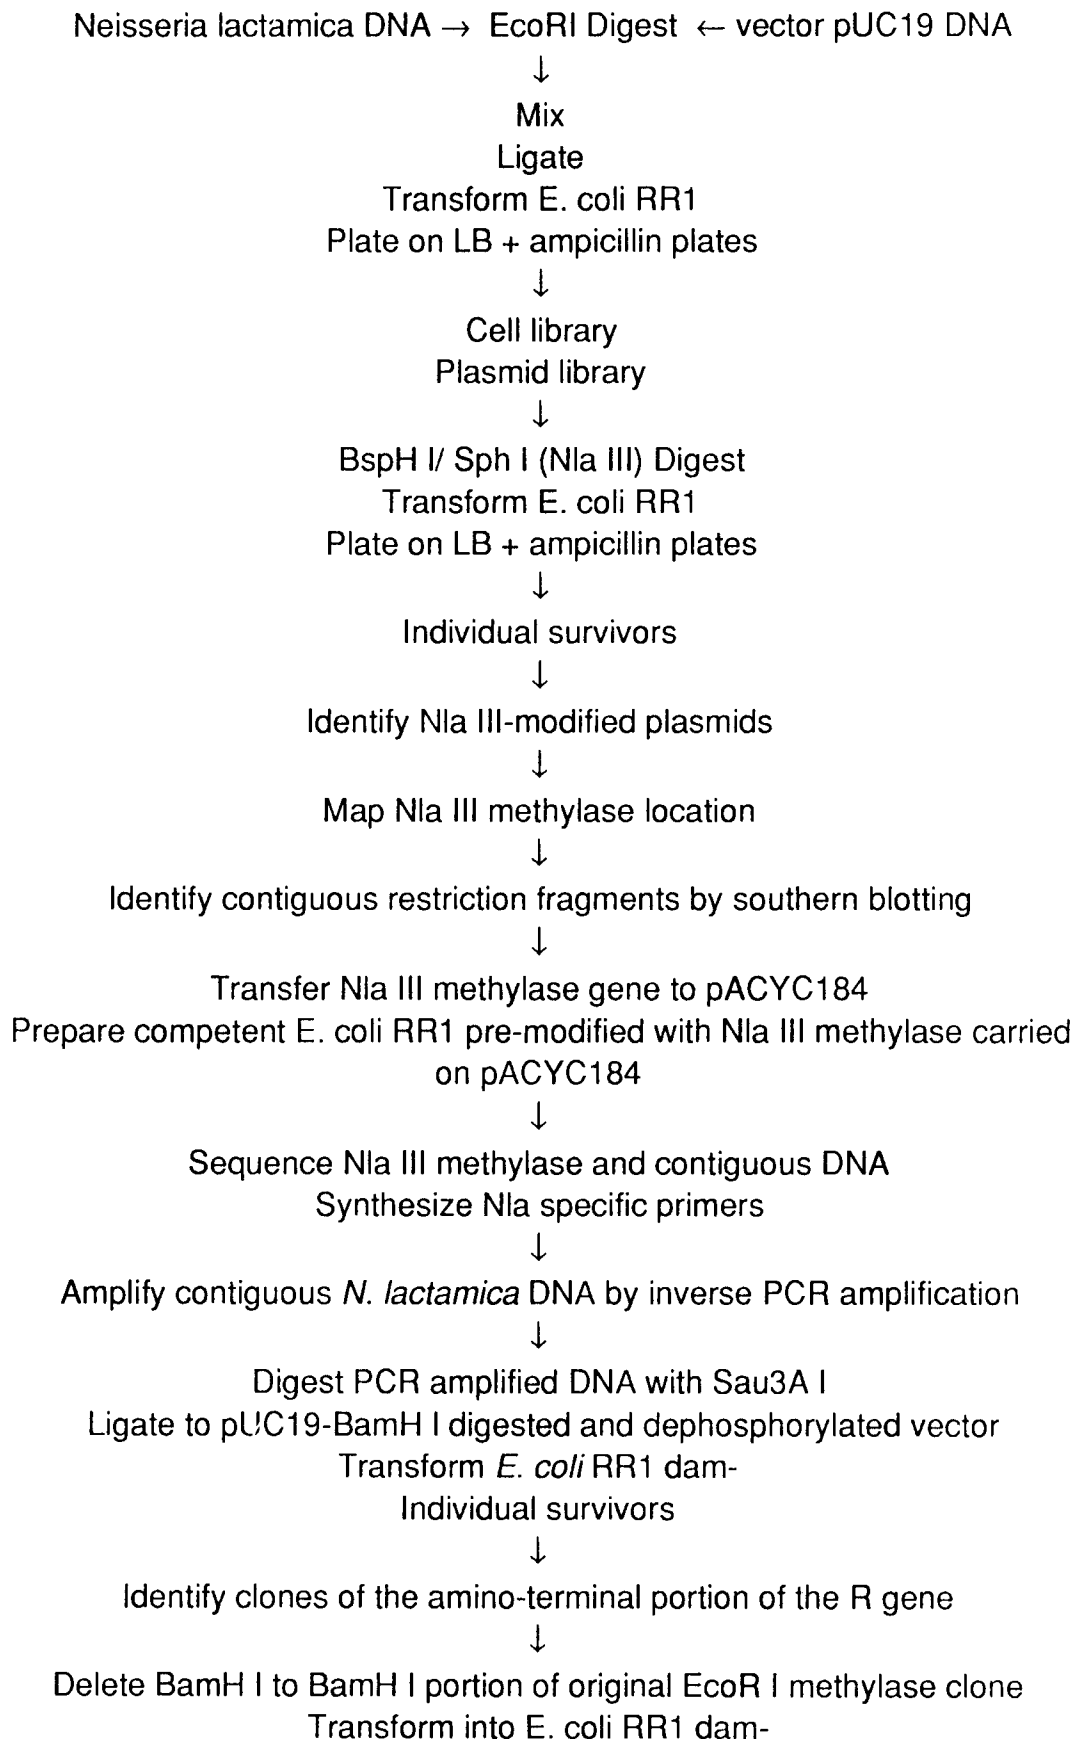 Neisseria lactamica DNA → EcoRI Digest ← vector pUC19 DNA
↓
Mix
Ligate
Transform E. coli RR1
Plate on LB + ampicillin plates
↓
Cell library
Plasmid library
↓
BspH I/ Sph I (Nla III) Digest
Transform E. coli RR1
Plate on LB + ampicillin plates
↓
Individual survivors
↓
Identify Nla III-modified plasmids
↓
Map Nla III methylase location
↓
Identify contiguous restriction fragments by southern blotting
↓
Transfer Nla III methylase gene to pACYC184
Prepare competent E. coli RR1 pre-modified with Nla III methylase carried
on pACYC184
↓
Sequence Nla III methylase and contiguous DNA
Synthesize Nla specific primers
↓
Amplify contiguous N. lactamica DNA by inverse PCR amplification
↓
Digest PCR amplified DNA with Sau3A I
Ligate to pUC19-BamH I digested and dephosphorylated vector
Transform E. coli RR1 dam-
Individual survivors
↓
Identify clones of the amino-terminal portion of the R gene
↓
Delete BamH I to BamH I portion of original EcoR I methylase clone
Transform into E. coli RR1 dam-